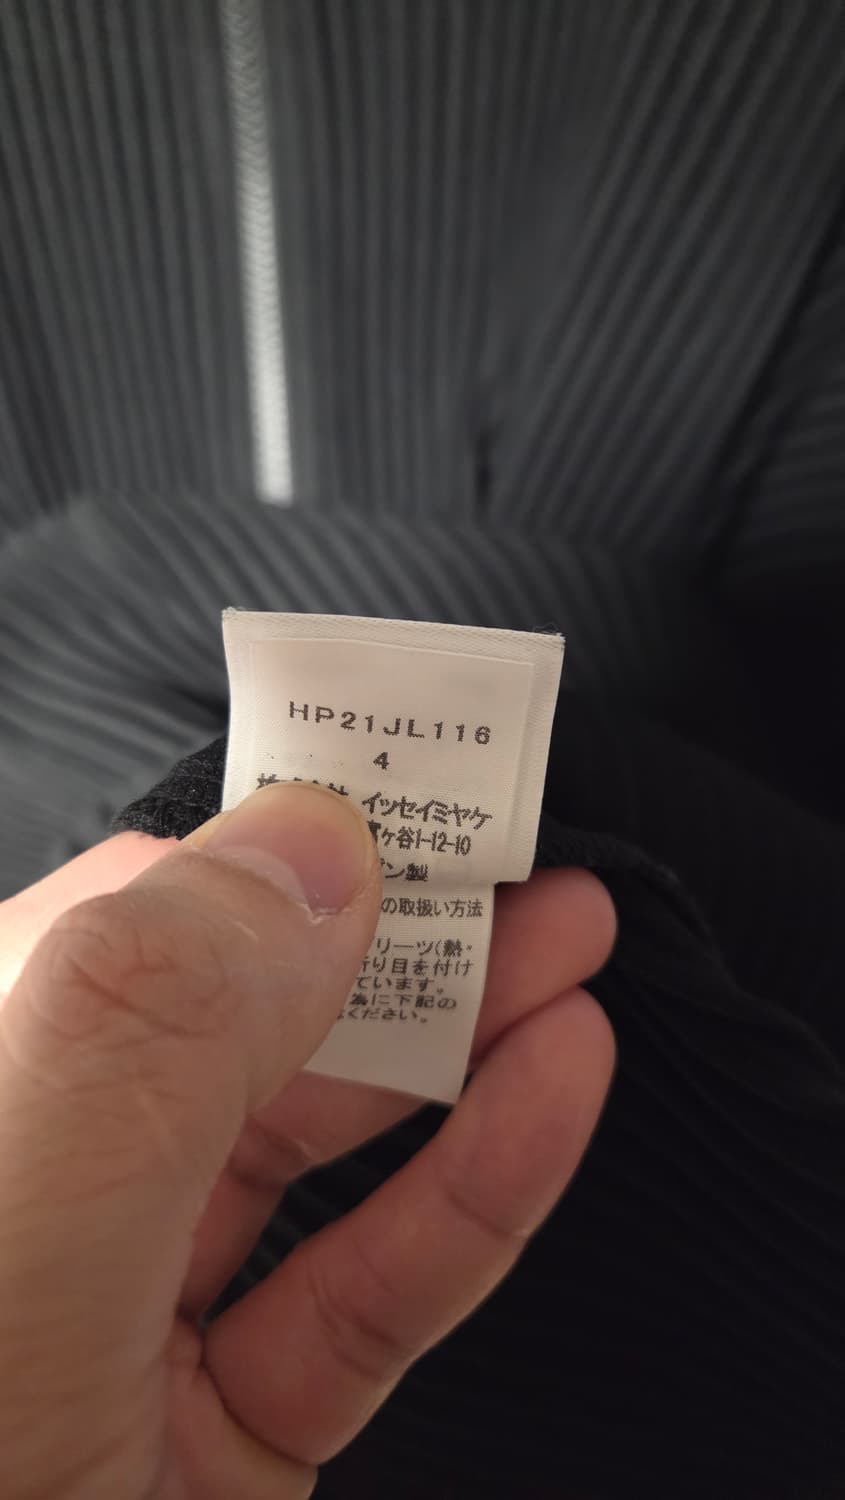 HP21JL116
4
イッセイミヤケ
ヶ谷1-12-10
ン製
の取扱い方法
リーツ(熱・
り目を付け
ています。
為に下記の
ください。